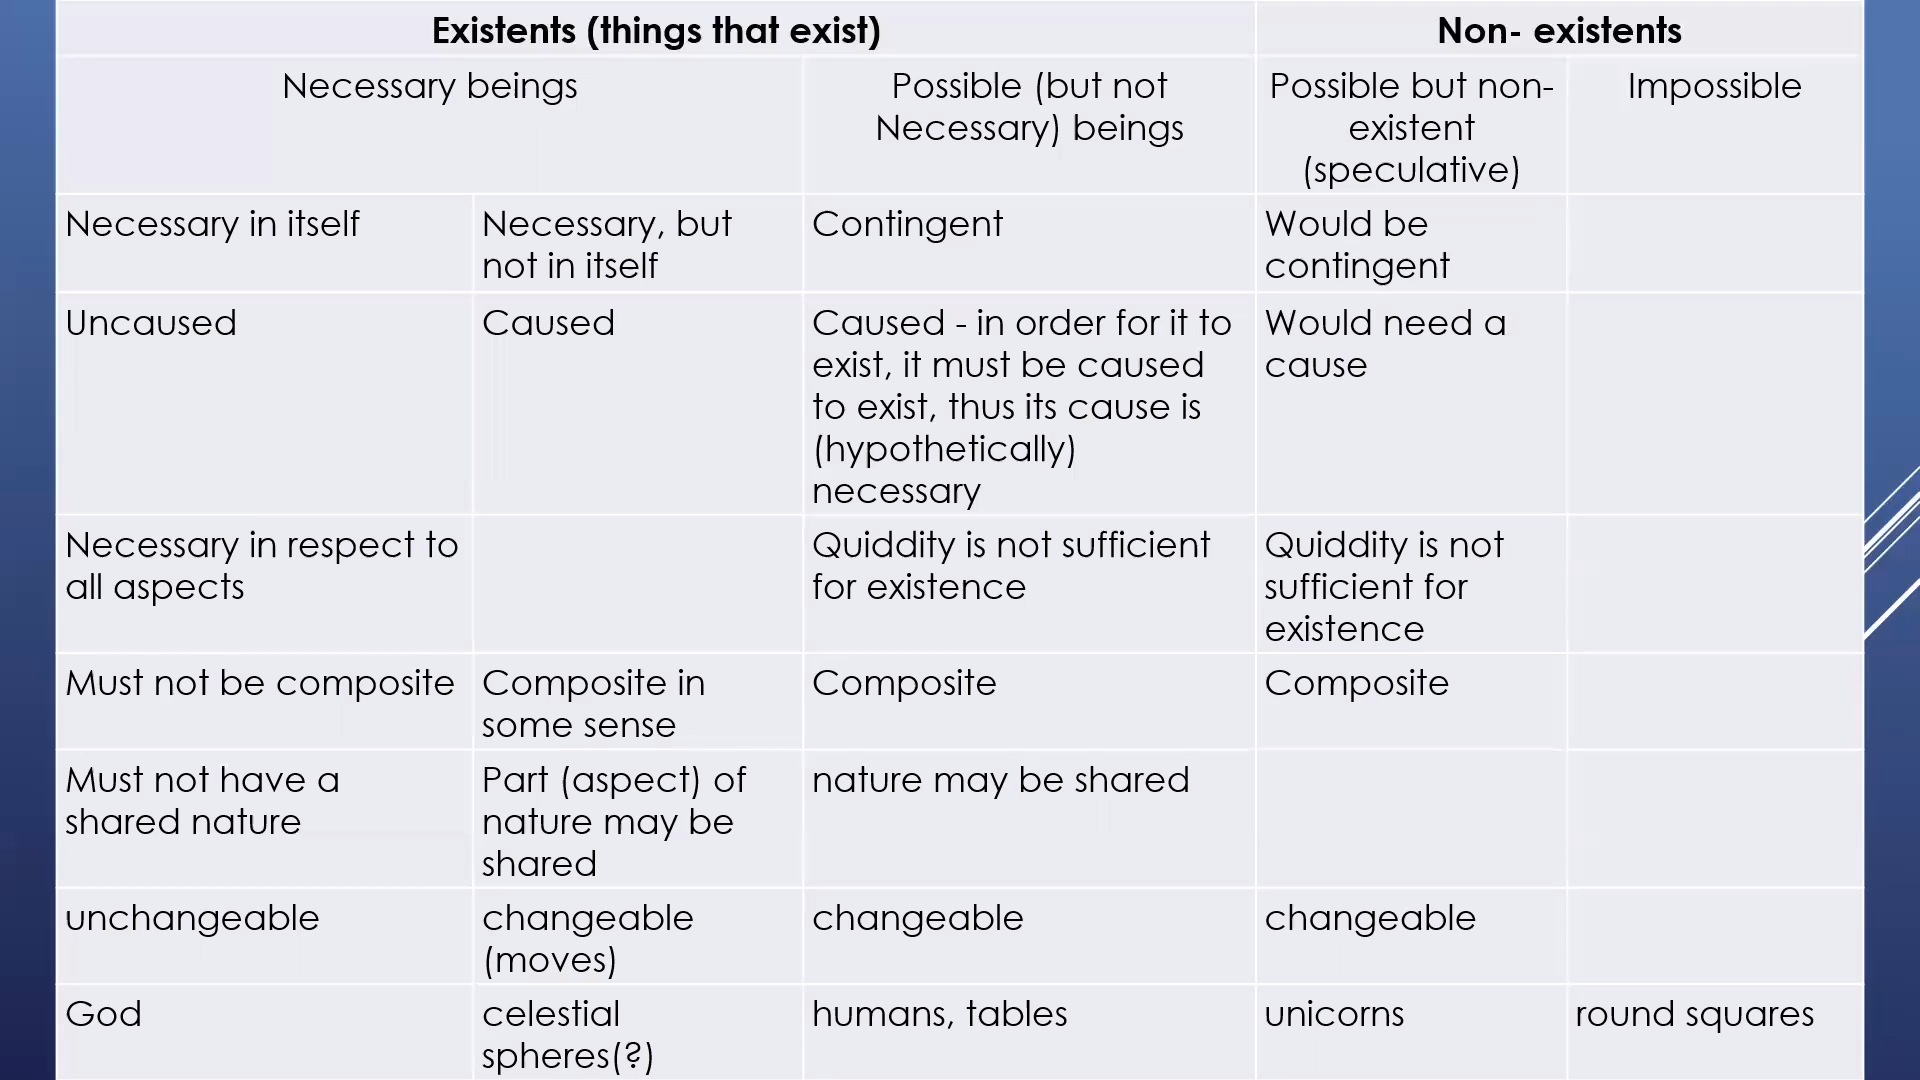 Existents (things that exist)
Non- existents
Necessary beings
Possible (but not
Necessary) beings
Possible but non-
existent
(speculative)
Impossible
Necessary in itself
Necessary, but
not in itself
Contingent
Would be
contingent
Uncaused
Caused
Caused - in order for it to
exist, it must be caused
to exist, thus its cause is
(hypothetically)
necessary
Would need a
cause
Necessary in respect to
all aspects
Quiddity is not sufficient
for existence
Quiddity is not
sufficient for
existence
Must not be composite
Composite in
some sense
Composite
Composite
Must not have a
shared nature
Part (aspect) of
nature may be
shared
nature may be shared
unchangeable
changeable
(moves)
changeable
changeable
God
celestial
spheres(?)
humans, tables
unicorns
round squares